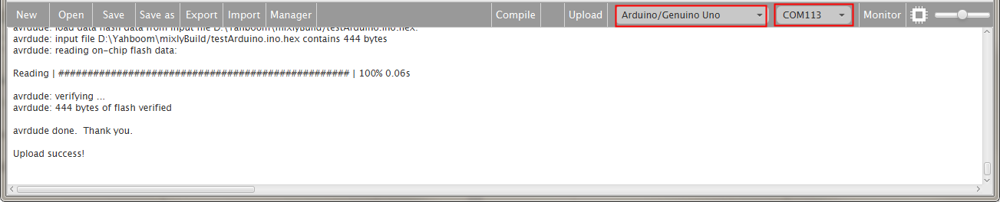 New Open Save Save as Export Import Manager Compile Upload Arduino/Genuino Uno COM113 Monitor
avrdude: load data flash data from input file D:\Yahboom\mixlyBuild/testArduino.ino.hex:
avrdude: input file D:\Yahboom\mixlyBuild/testArduino.ino.hex contains 444 bytes
avrdude: reading on-chip flash data:
Reading | ################################################## | 100% 0.06s
avrdude: verifying ...
avrdude: 444 bytes of flash verified
avrdude done.  Thank you.
Upload success!